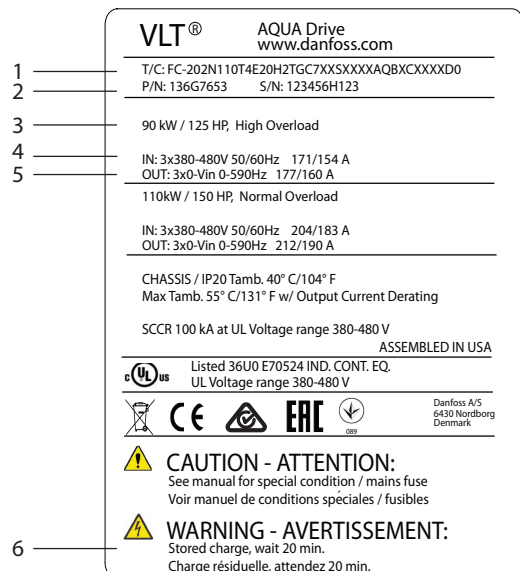 VLT® AQUA Drive
www.danfoss.com
1 T/C: FC-202N110T4E20H2TGC7XXSXXXXAQBXCXXXXD0
2 P/N: 136G7653 S/N: 123456H123
3 90 kW / 125 HP, High Overload
4 IN: 3x380-480V 50/60Hz 171/154 A
5 OUT: 3x0-Vin 0-590Hz 177/160 A
110kW / 150 HP, Normal Overload
IN: 3x380-480V 50/60Hz 204/183 A
OUT: 3x0-Vin 0-590Hz 212/190 A
CHASSIS / IP20 Tamb. 40° C/104° F
Max Tamb. 55° C/131° F w/ Output Current Derating
SCCR 100 kA at UL Voltage range 380-480 V
ASSEMBLED IN USA
c UL us Listed 36U0 E70524 IND. CONT. EQ.
UL Voltage range 380-480 V
CE EAC 089
Danfoss A/S
6430 Nordborg
Denmark
CAUTION - ATTENTION:
See manual for special condition / mains fuse
Voir manuel de conditions spéciales / fusibles
WARNING - AVERTISSEMENT:
6 Stored charge, wait 20 min.
Charge résiduelle, attendez 20 min.